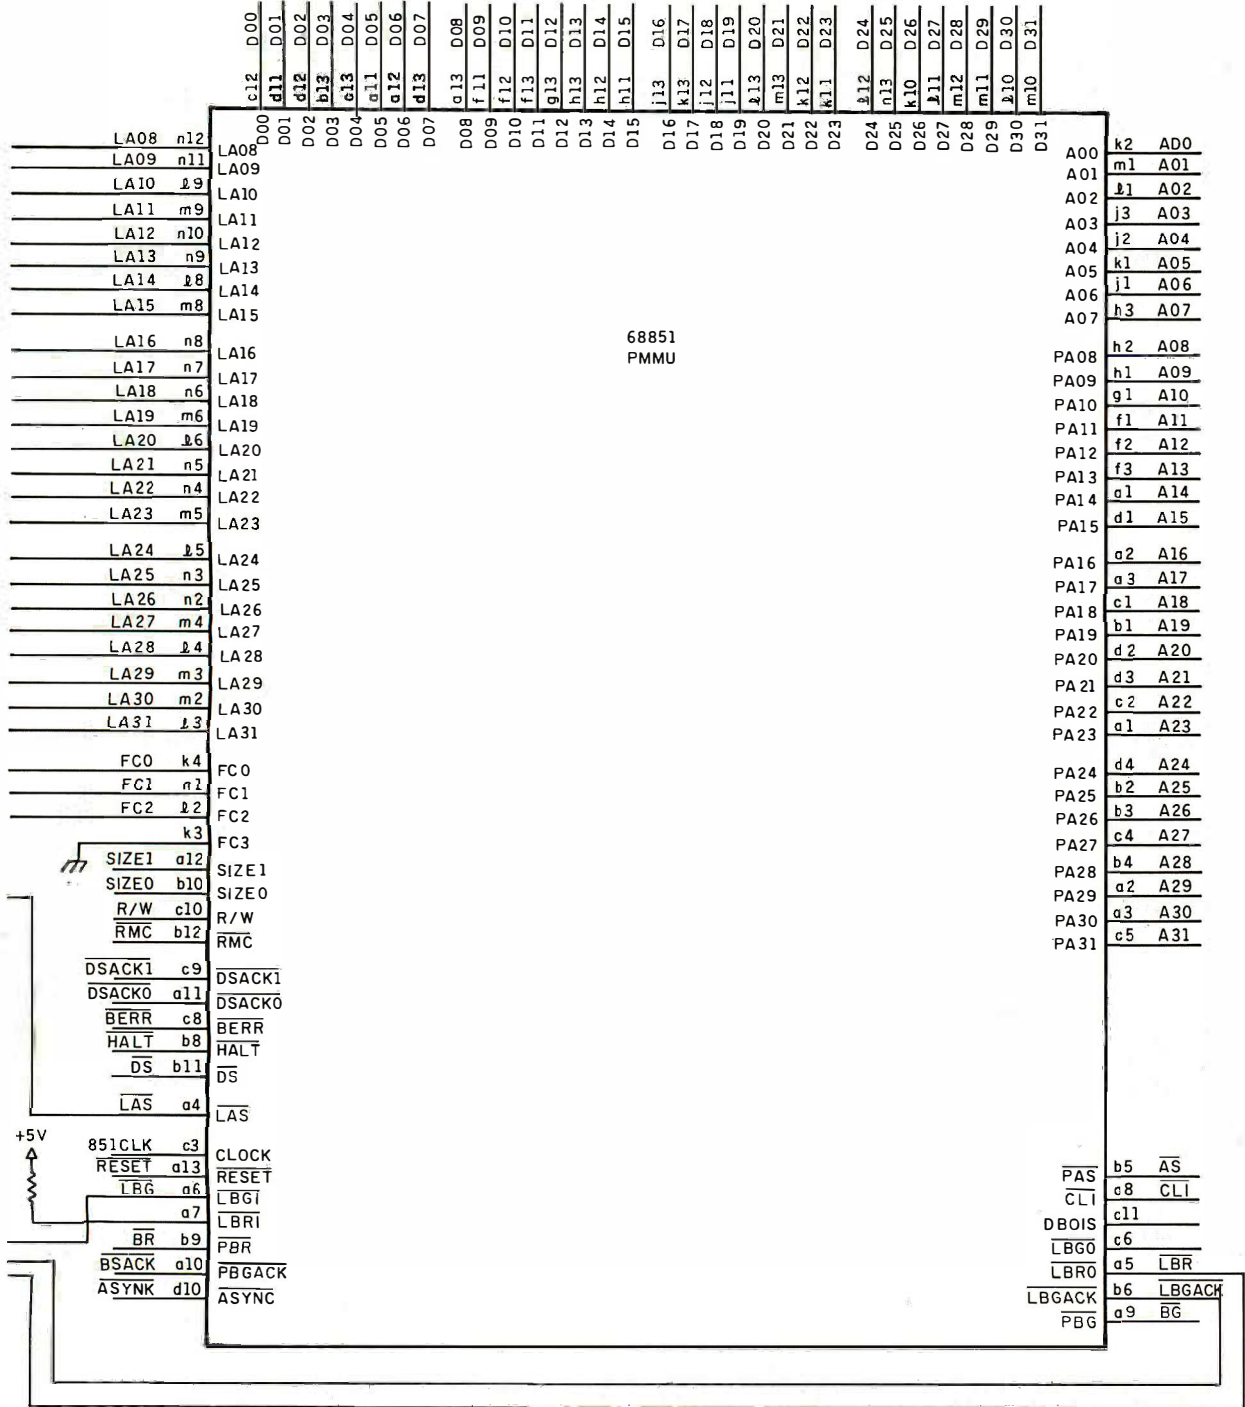 D00 D01 D02 D03 D04 D05 D06 D07 D08 D09 D10 D11 D12 D13 D14 D15 D16 D17 D18 D19 D20 D21 D22 D23 D24 D25 D26 D27 D28 D29 D30 D31
c12 d11 d12 b13 c13 a11 a12 d13 a13 f11 f12 f13 g13 h13 h12 h11 j13 k13 j12 j11 ℓ13 m13 k12 k11 ℓ12 n13 k10 ℓ11 m12 m11 ℓ10 m10
D00 D01 D02 D03 D04 D05 D06 D07 D08 D09 D10 D11 D12 D13 D14 D15 D16 D17 D18 D19 D20 D21 D22 D23 D24 D25 D26 D27 D28 D29 D30 D31
LA08 n12 LA08
LA09 n11 LA09
LA10 ℓ9 LA10
LA11 m9 LA11
LA12 n10 LA12
LA13 n9 LA13
LA14 ℓ8 LA14
LA15 m8 LA15
LA16 n8 LA16
LA17 n7 LA17
LA18 n6 LA18
LA19 m6 LA19
LA20 ℓ6 LA20
LA21 n5 LA21
LA22 n4 LA22
LA23 m5 LA23
LA24 ℓ5 LA24
LA25 n3 LA25
LA26 n2 LA26
LA27 m4 LA27
LA28 ℓ4 LA28
LA29 m3 LA29
LA30 m2 LA30
LA31 ℓ3 LA31
FC0 k4 FC0
FC1 n1 FC1
FC2 ℓ2 FC2
k3 FC3
SIZE1 a12 SIZE1
SIZE0 b10 SIZE0
R/W c10 R/W
RMC b12 RMC
DSACK1 c9 DSACK1
DSACK0 a11 DSACK0
BERR c8 BERR
HALT b8 HALT
DS b11 DS
LAS a4 LAS
+5V
851CLK c3 CLOCK
RESET a13 RESET
LBG a6 LBGI
a7 LBRI
BR b9 PBR
BSACK a10 PBGACK
ASYNK d10 ASYNC
68851
PMMU
A00 k2 AD0
A01 m1 A01
A02 ℓ1 A02
A03 j3 A03
A04 j2 A04
A05 k1 A05
A06 j1 A06
A07 h3 A07
PA08 h2 A08
PA09 h1 A09
PA10 g1 A10
PA11 f1 A11
PA12 f2 A12
PA13 f3 A13
PA14 a1 A14
PA15 d1 A15
PA16 a2 A16
PA17 a3 A17
PA18 c1 A18
PA19 b1 A19
PA20 d2 A20
PA21 d3 A21
PA22 c2 A22
PA23 a1 A23
PA24 d4 A24
PA25 b2 A25
PA26 b3 A26
PA27 c4 A27
PA28 b4 A28
PA29 a2 A29
PA30 a3 A30
PA31 c5 A31
PAS b5 AS
CLI a8 CLI
DBOIS c11
LBGO c6
LBRO a5 LBR
LBGACK b6 LBGACK
PBG a9 BG